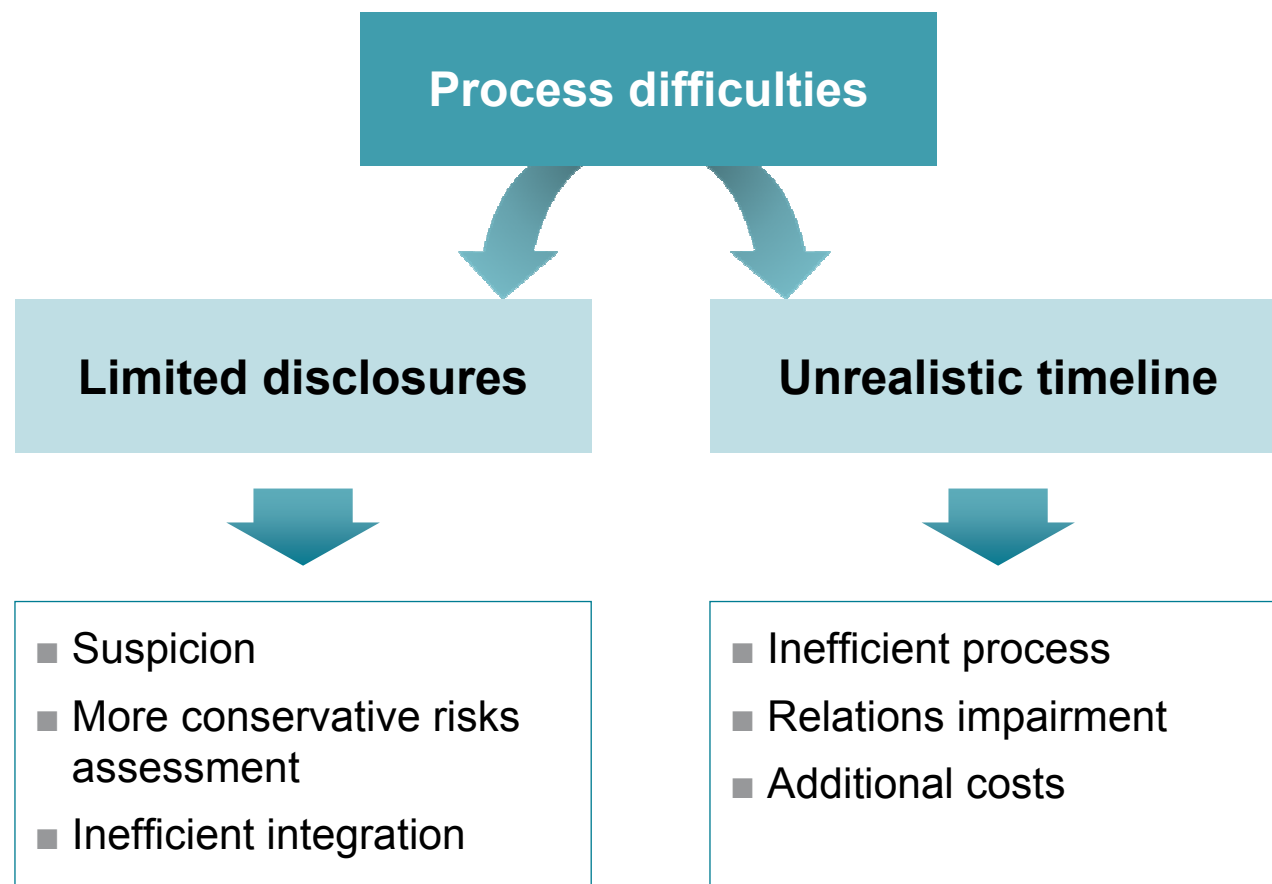 Process difficulties
Limited disclosures
Unrealistic timeline
■ Suspicion
■ More conservative risks
assessment
■ Inefficient integration
■ Inefficient process
■ Relations impairment
■ Additional costs